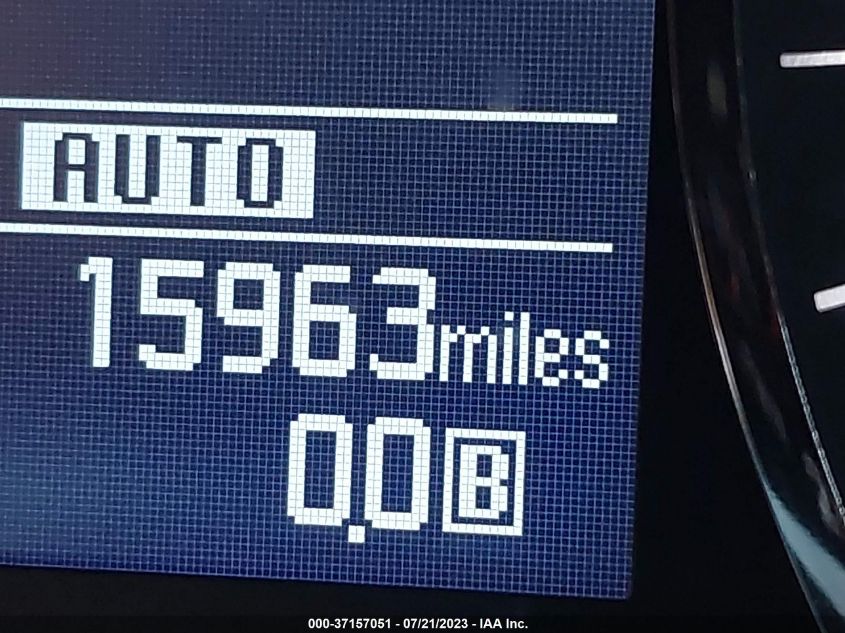 AUTO
15963miles
0.0 B
000-37157051 - 07/21/2023 - IAA Inc.